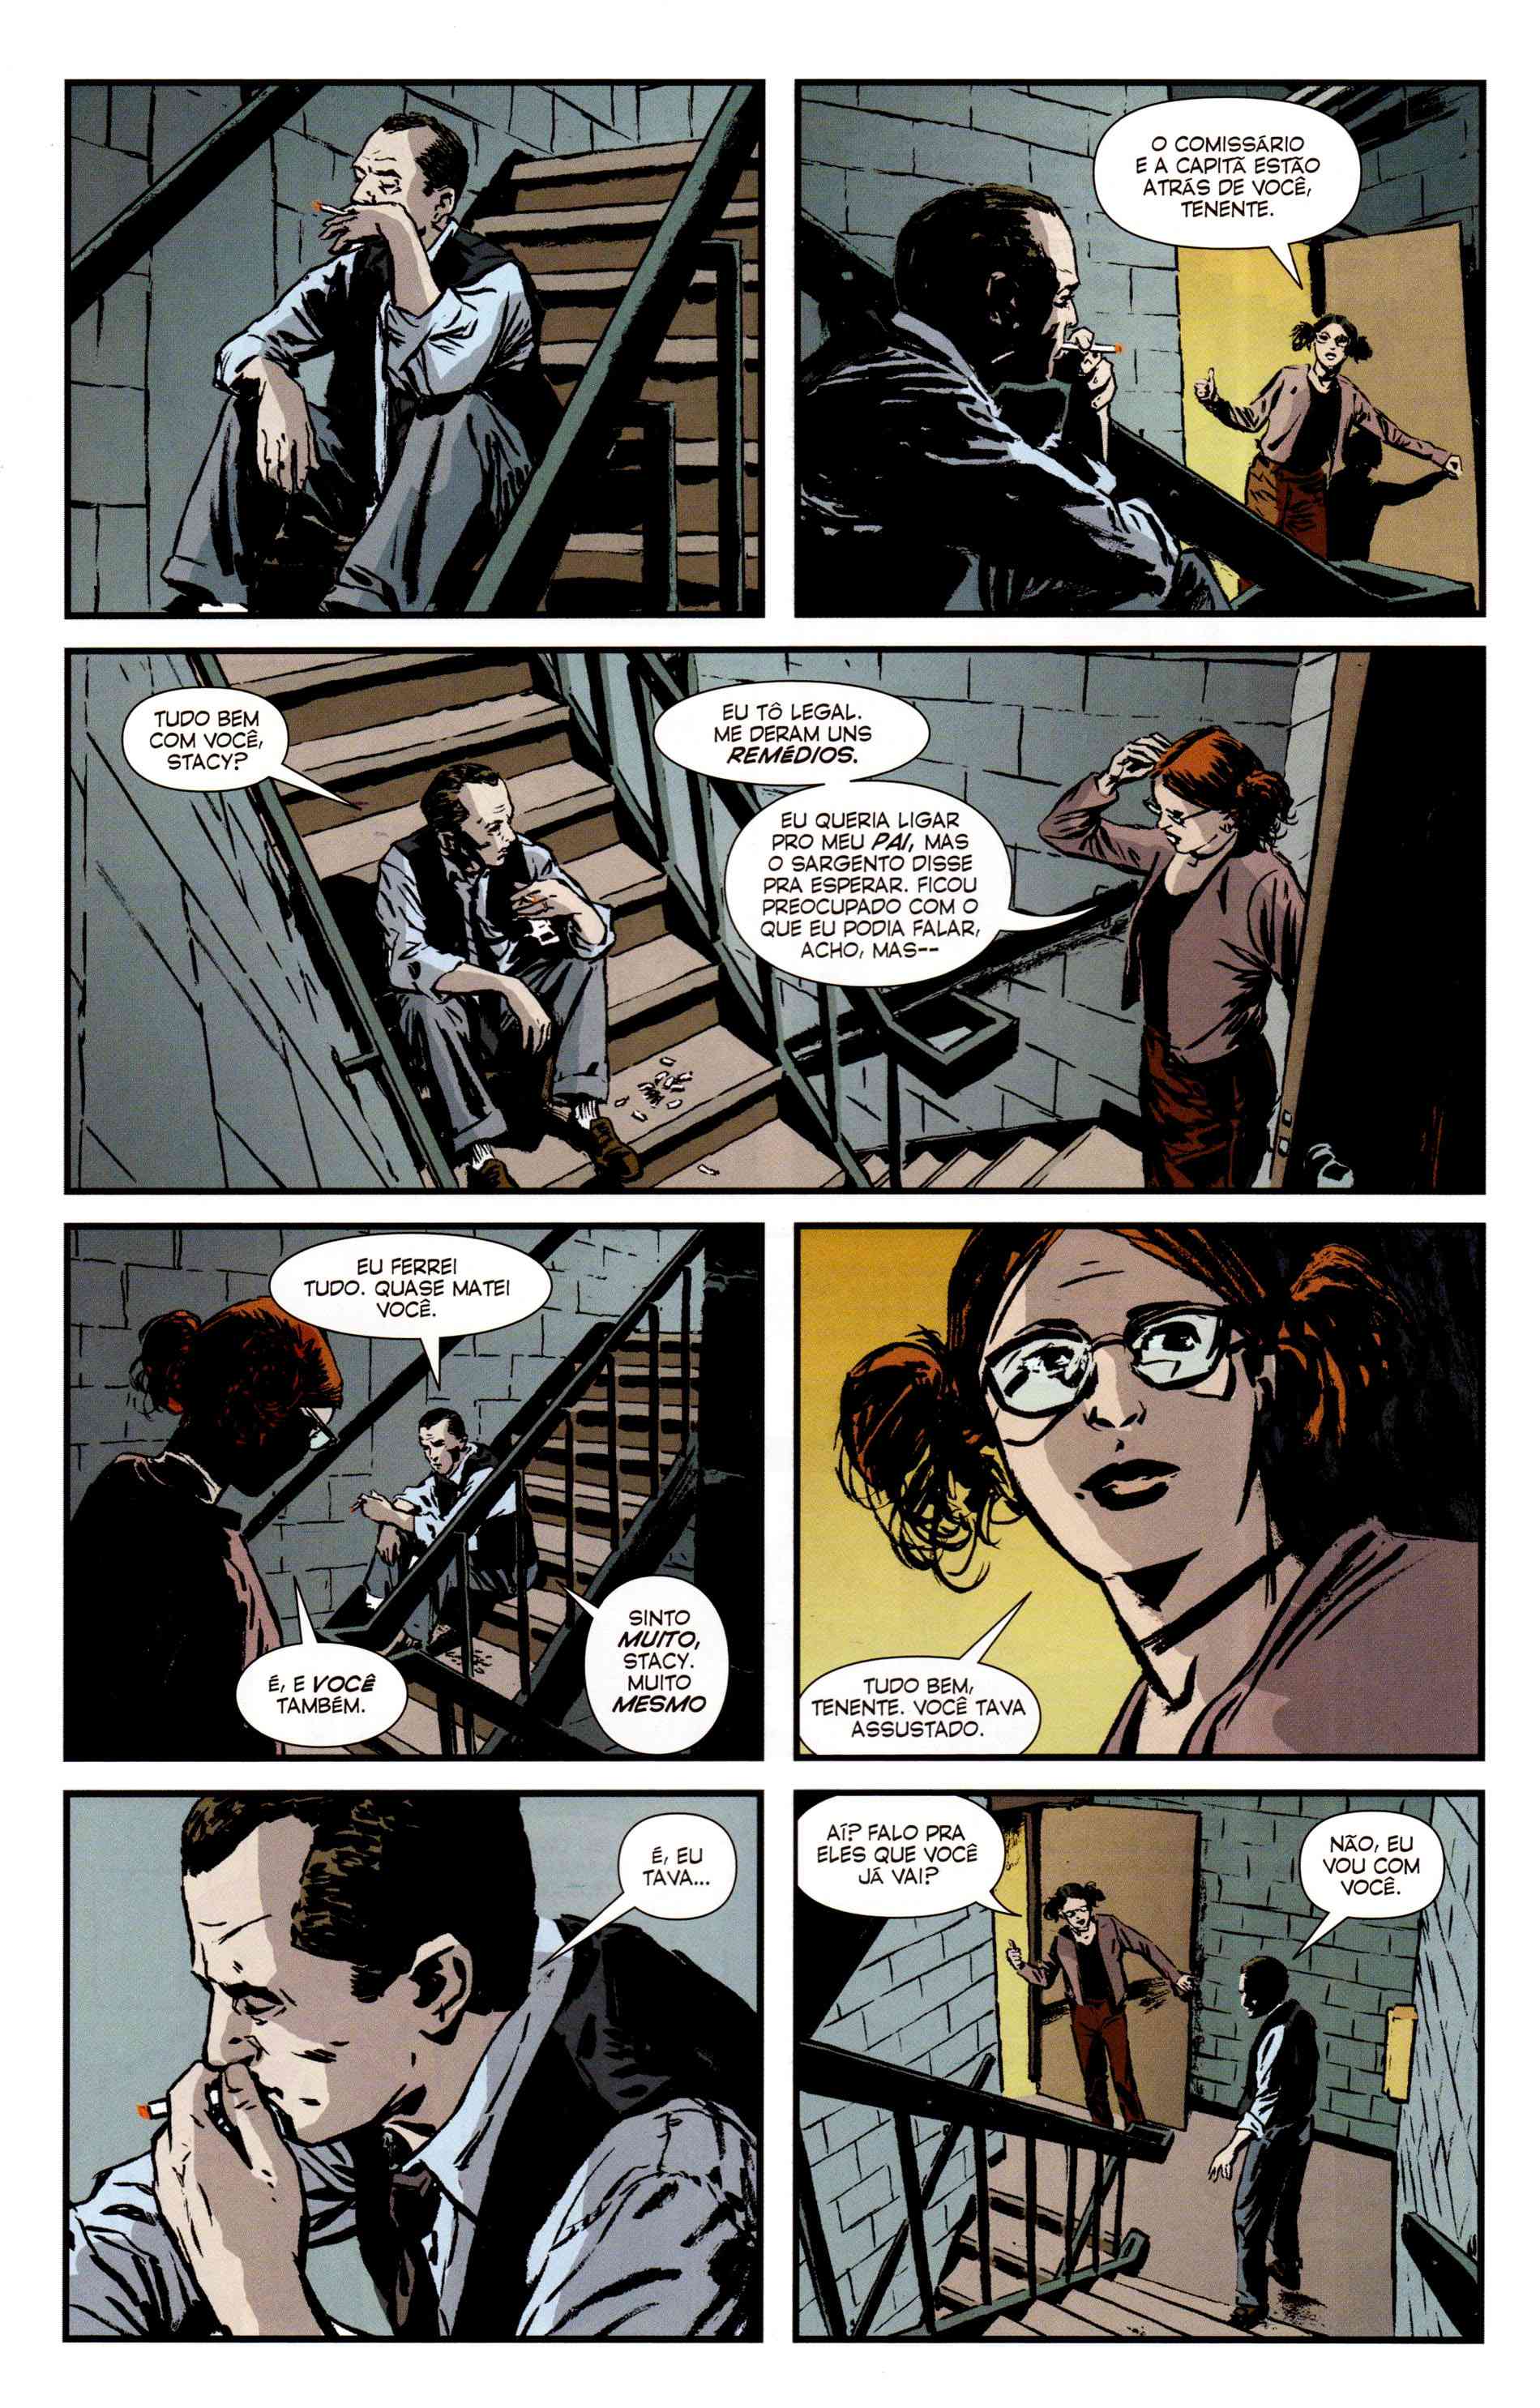 O COMISSÁRIO
E A CAPITÃ ESTÃO
ATRÁS DE VOCÊ,
TENENTE.
TUDO BEM
COM VOCÊ,
STACY?
EU TÔ LEGAL.
ME DERAM UNS
REMÉDIOS.
EU QUERIA LIGAR
PRO MEU PAI, MAS
O SARGENTO DISSE
PRA ESPERAR. FICOU
PREOCUPADO COM O
QUE EU PODIA FALAR,
ACHO, MAS--
EU FERREI
TUDO. QUASE MATEI
VOCÊ.
É, E VOCÊ
TAMBÉM.
SINTO
MUITO,
STACY.
MUITO
MESMO
TUDO BEM,
TENENTE. VOCÊ TAVA
ASSUSTADO.
É, EU
TAVA...
AÍ? FALO PRA
ELES QUE VOCÊ
JÁ VAI?
NÃO, EU
VOU COM
VOCÊ.